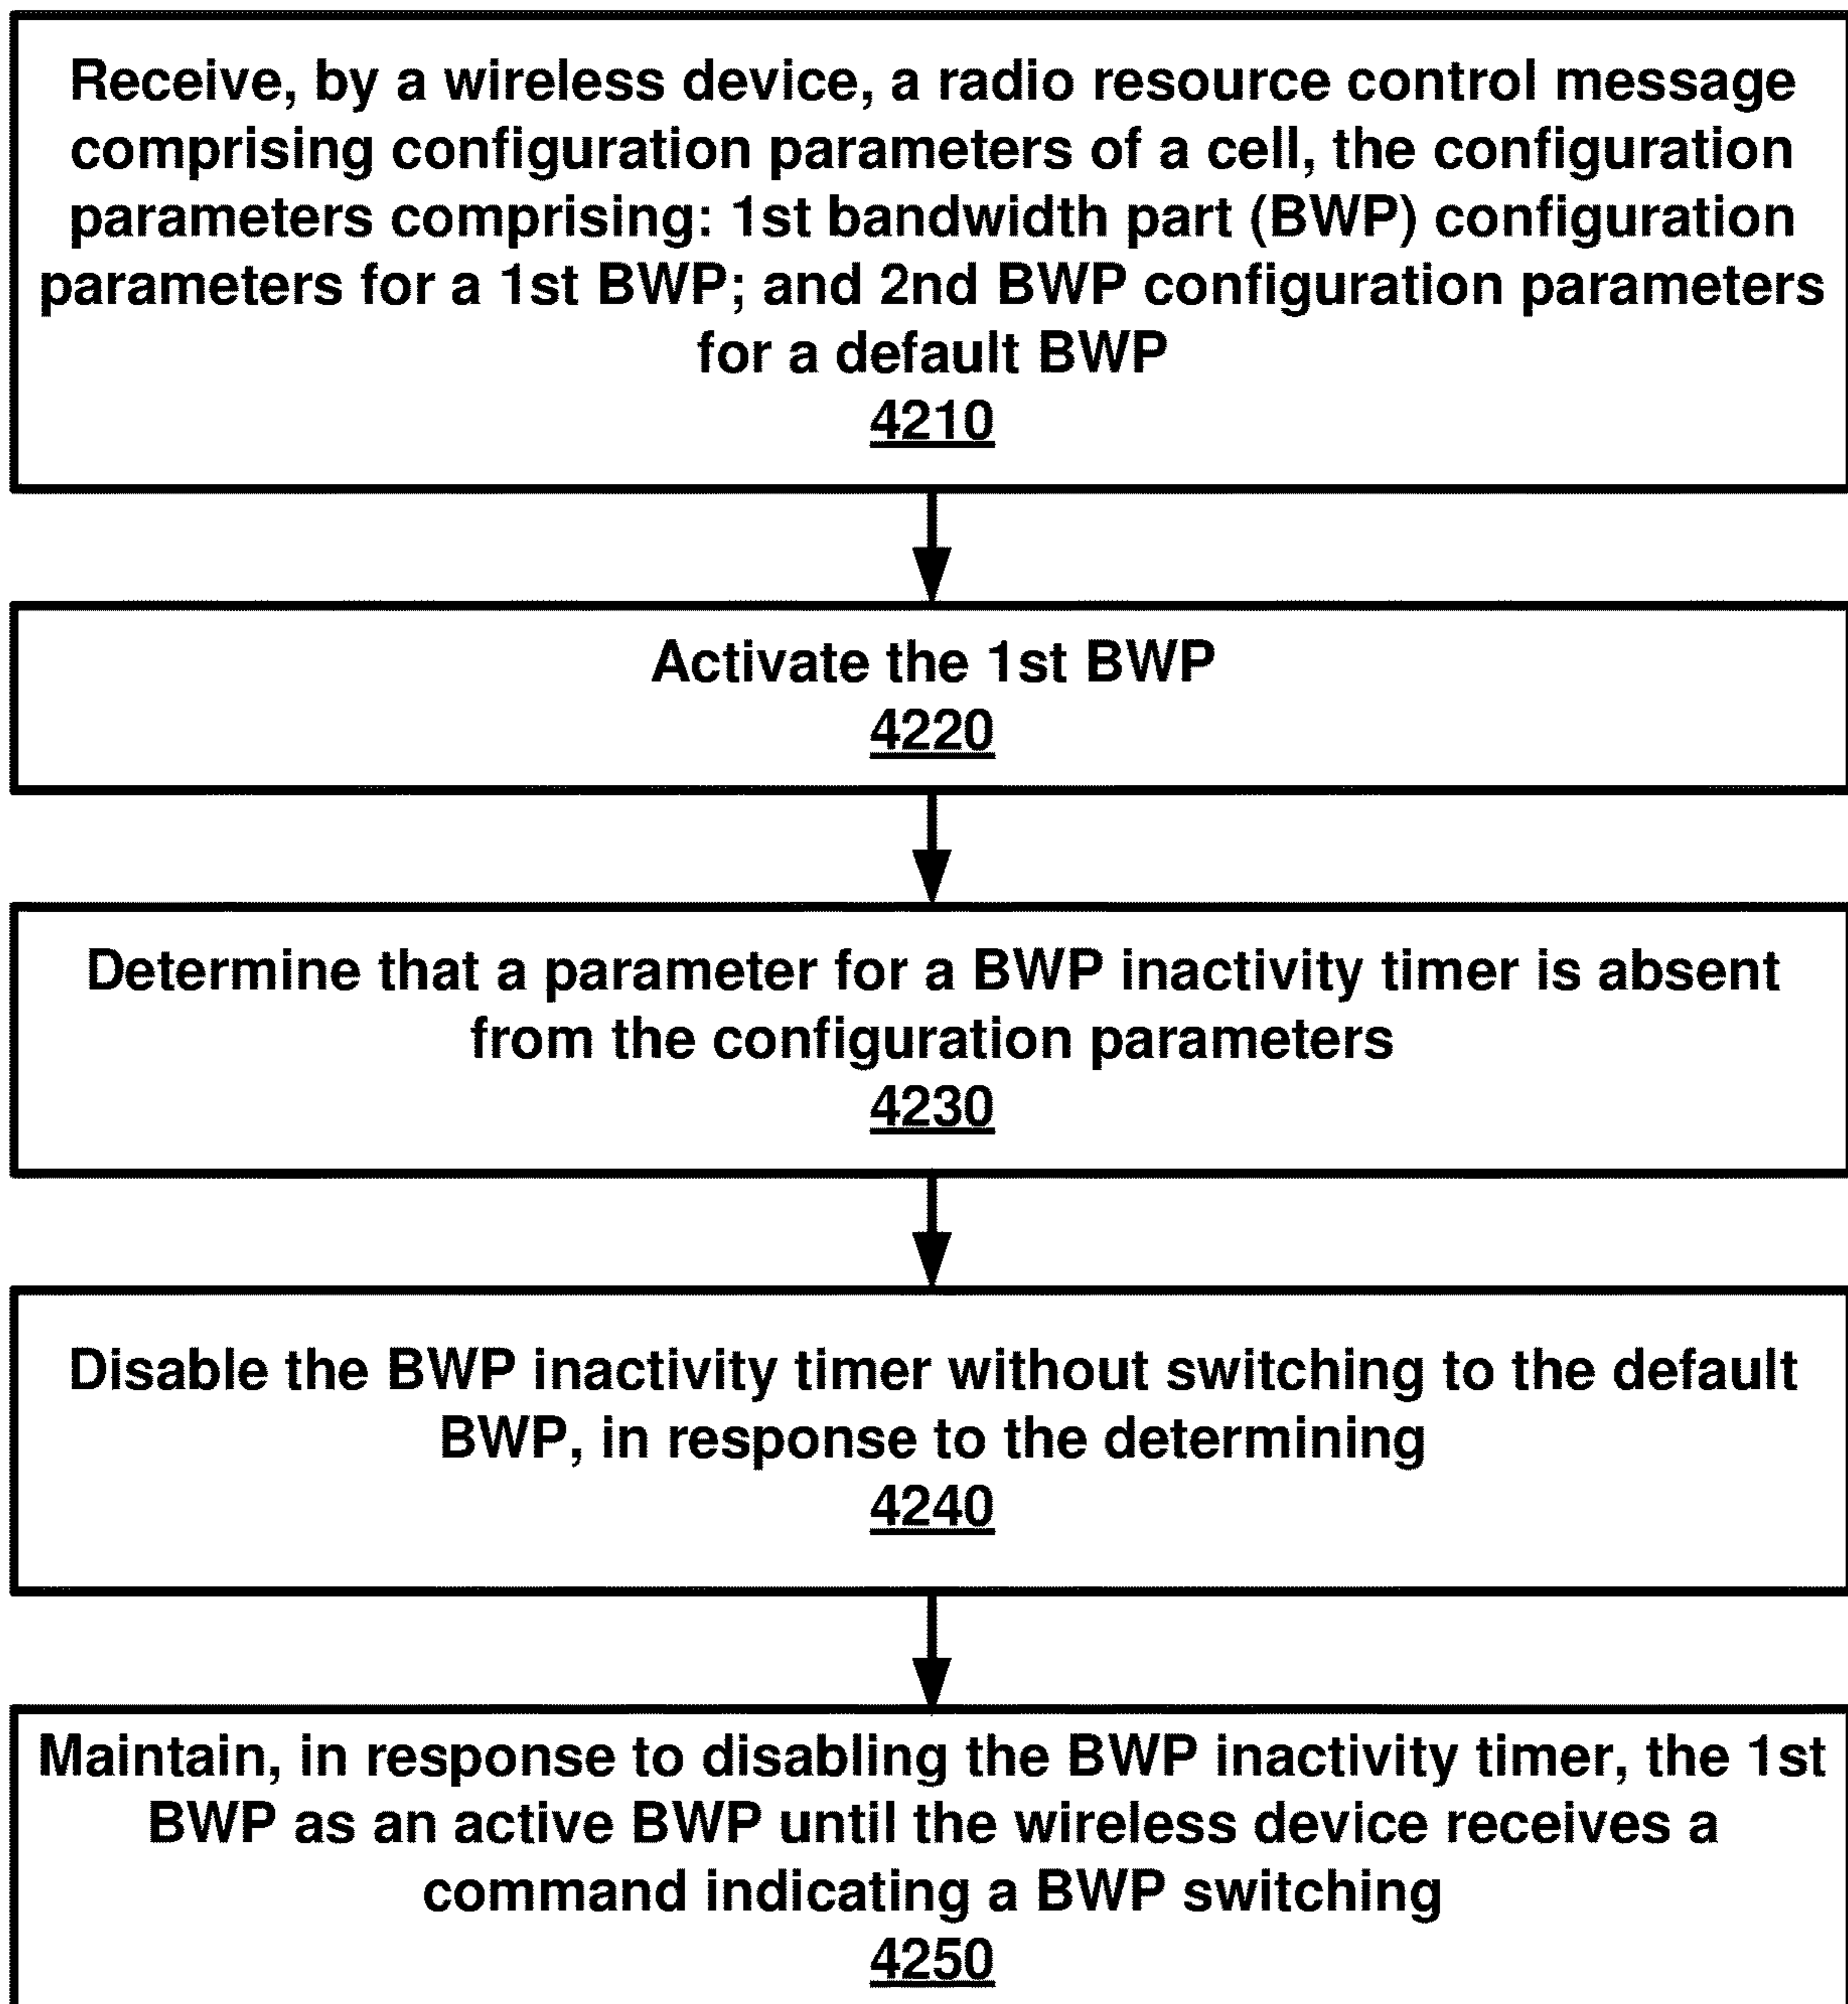 Receive, by a wireless device, a radio resource control message
comprising configuration parameters of a cell, the configuration
parameters comprising: 1st bandwidth part (BWP) configuration
parameters for a 1st BWP; and 2nd BWP configuration parameters
for a default BWP
4210
Activate the 1st BWP
4220
Determine that a parameter for a BWP inactivity timer is absent
from the configuration parameters
4230
Disable the BWP inactivity timer without switching to the default
BWP, in response to the determining
4240
Maintain, in response to disabling the BWP inactivity timer, the 1st
BWP as an active BWP until the wireless device receives a
command indicating a BWP switching
4250